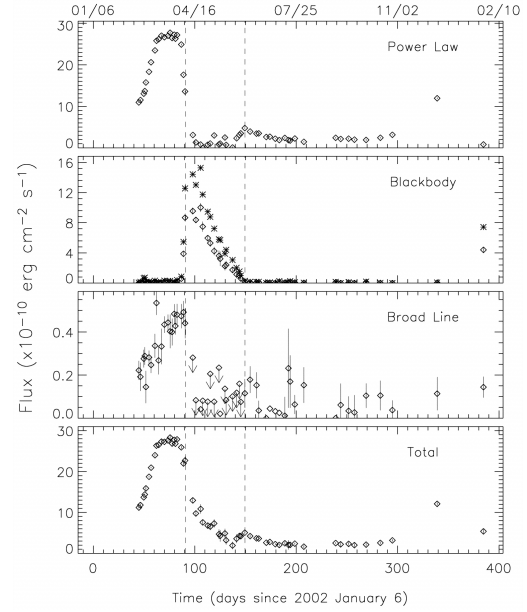 01/06 04/16 07/25 11/02 02/10
30
Power Law
20
10
0
16
Blackbody
12
8
4
0
Broad Line
0.4
0.2
0.0
30
Total
20
10
0
0 100 200 300 400
Time (days since 2002 January 6)
Flux (x10⁻¹⁰ erg cm⁻² s⁻¹)